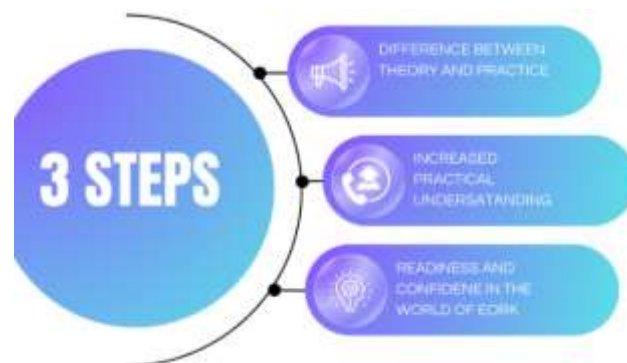 3 STEPS
DIFFERENCE BETWEEN
THEORY AND PRACTICE
INCREASED
PRACTICAL
UNDERSATANDING
READINESS AND
CONFIDENE IN THE
WORLD OF EORK